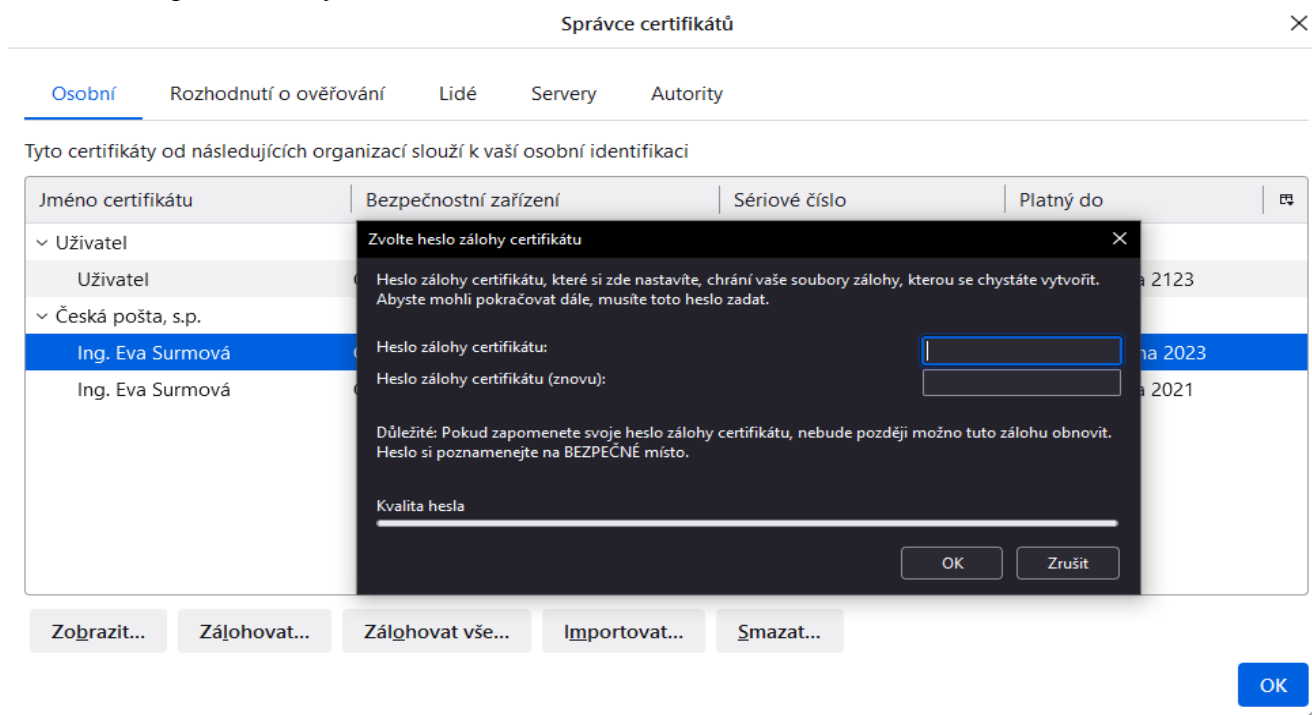 Správce certifikátů
Osobní Rozhodnutí o ověřování Lidé Servery Autority
Tyto certifikáty od následujících organizací slouží k vaší osobní identifikaci
Jméno certifikátu Bezpečnostní zařízení Sériové číslo Platný do
Uživatel
Uživatel 2123
Česká pošta, s.p.
Ing. Eva Surmová na 2023
Ing. Eva Surmová 2021
Zvolte heslo zálohy certifikátu
Heslo zálohy certifikátu, které si zde nastavíte, chrání vaše soubory zálohy, kterou se chystáte vytvořit.
Abyste mohli pokračovat dále, musíte toto heslo zadat.
Heslo zálohy certifikátu:
Heslo zálohy certifikátu (znovu):
Důležité: Pokud zapomenete svoje heslo zálohy certifikátu, nebude později možno tuto zálohu obnovit.
Heslo si poznamenejte na BEZPEČNÉ místo.
Kvalita hesla
OK Zrušit
Zobrazit... Zálohovat... Zálohovat vše... Importovat... Smazat...
OK